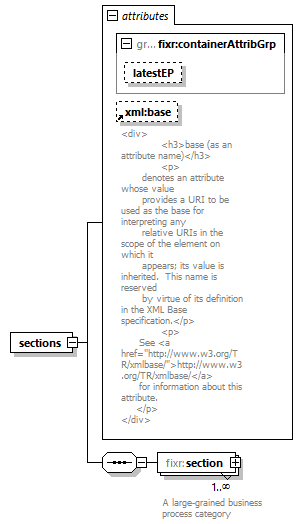 attributes
gr... fixr:containerAttribGrp
latestEP
xml:base
<div>
<h3>base (as an
attribute name)</h3>
<p>
denotes an attribute
whose value
provides a URI to be
used as the base for
interpreting any
relative URIs in the
scope of the element on
which it
appears; its value is
inherited. This name is
reserved
by virtue of its definition
in the XML Base
specification.</p>
<p>
See <a
href="http://www.w3.org/T
R/xmlbase/">http://www.w3
.org/TR/xmlbase/</a>
for information about this
attribute.
</p>
</div>
sections
fixr:section
1..∞
A large-grained business
process category